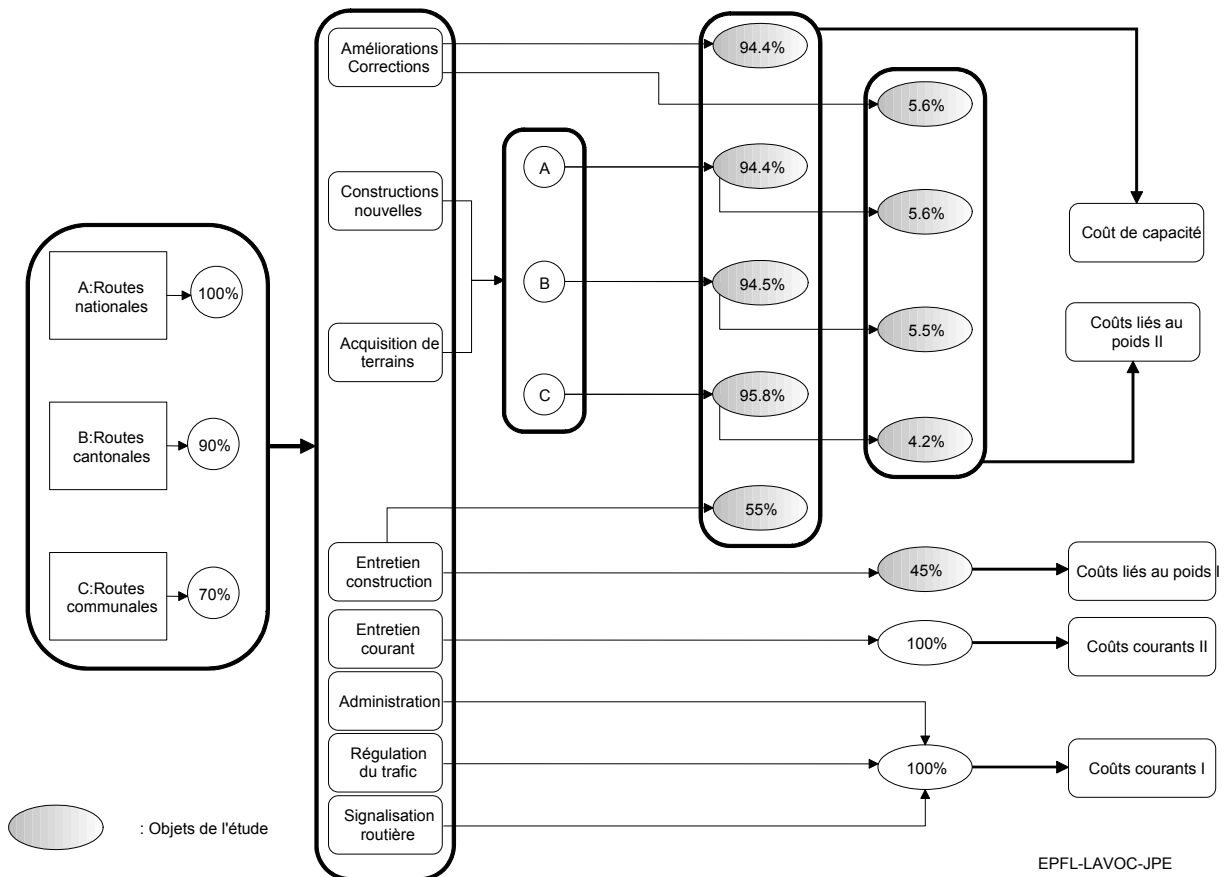 Améliorations
Corrections
94.4%
5.6%
A
94.4%
Constructions
nouvelles
5.6%
Coût de capacité
A:Routes
nationales
100%
B
94.5%
Acquisition de
terrains
5.5%
Coûts liés au
poids II
C
95.8%
B:Routes
cantonales
90%
4.2%
55%
Entretien
construction
45%
Coûts liés au poids I
C:Routes
communales
70%
Entretien
courant
100%
Coûts courants II
Administration
Régulation
du trafic
100%
Coûts courants I
Signalisation
routière
: Objets de l'étude
EPFL-LAVOC-JPE